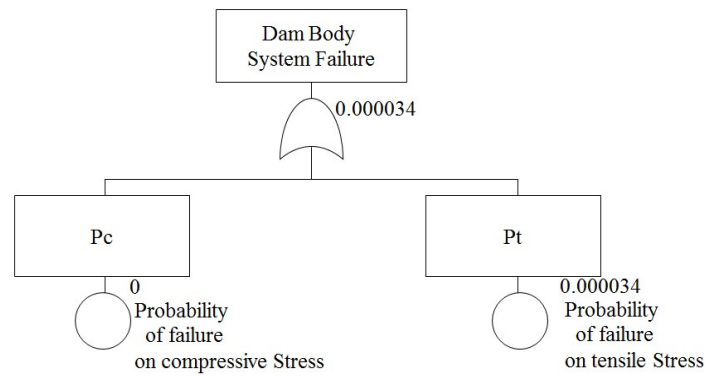 Dam Body
System Failure
0.000034
Pc
Pt
0
Probability
of failure
on compressive Stress
0.000034
Probability
of failure
on tensile Stress